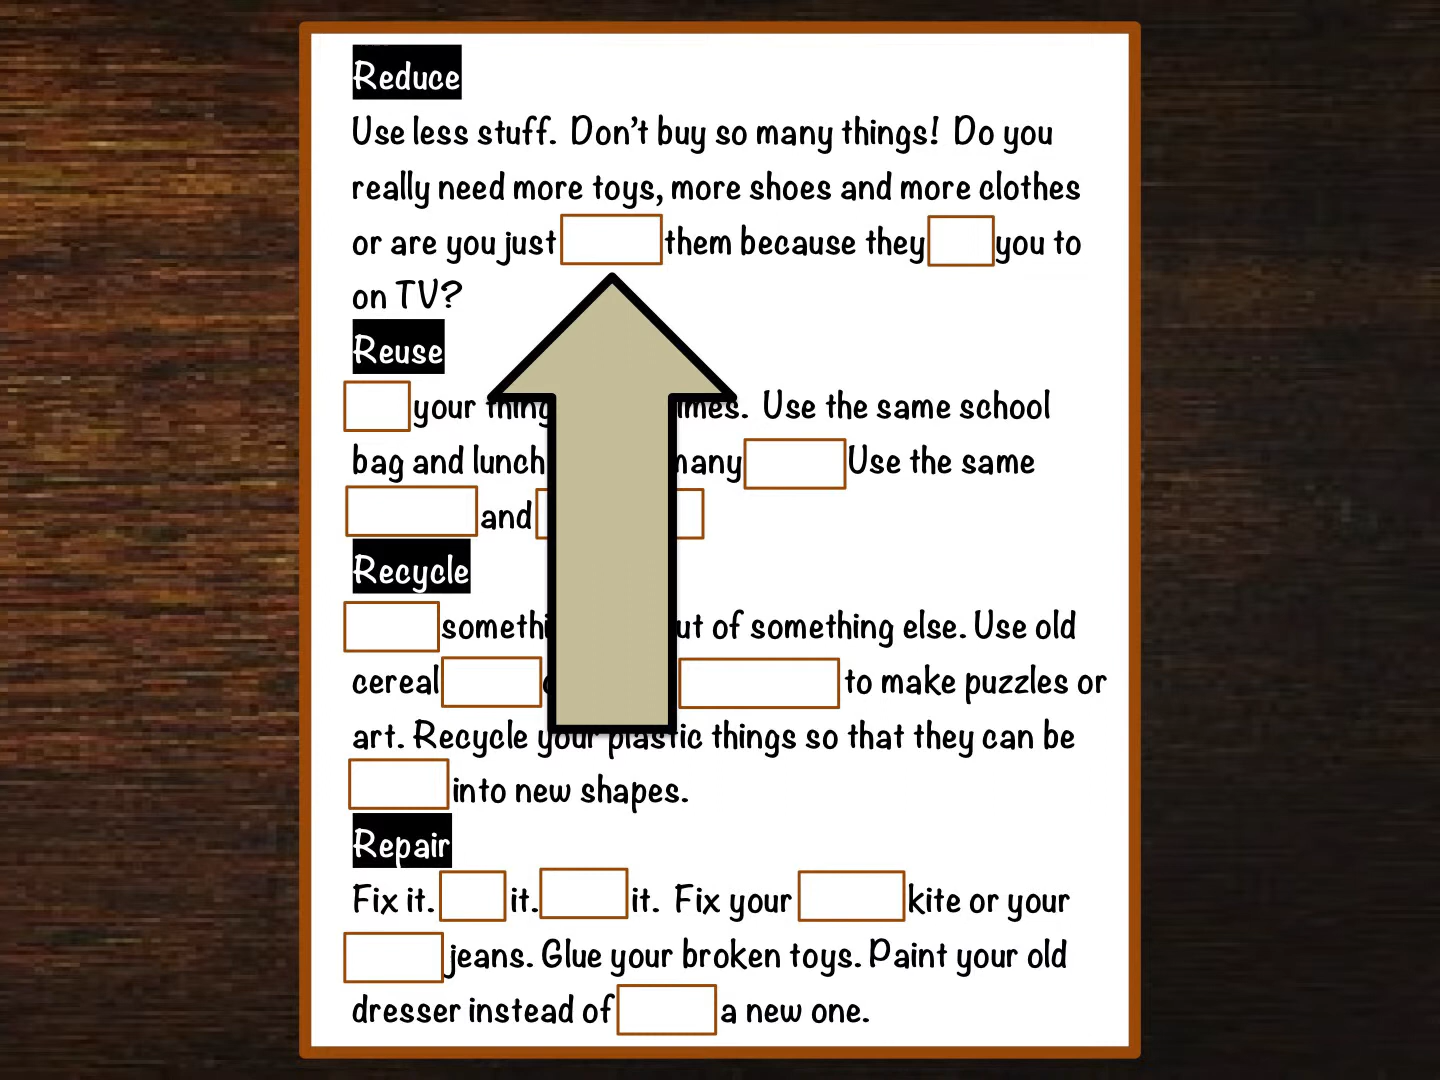 Reduce
Use less stuff. Don't buy so many things! Do you
really need more toys, more shoes and more clothes
or are you just them because they you to
on TV?
Reuse
your thing mes. Use the same school
bag and lunch many Use the same
and
Recycle
somethi ut of something else. Use old
cereal to make puzzles or
art. Recycle your plastic things so that they can be
into new shapes.
Repair
Fix it. it. it. Fix your kite or your
jeans. Glue your broken toys. Paint your old
dresser instead of a new one.